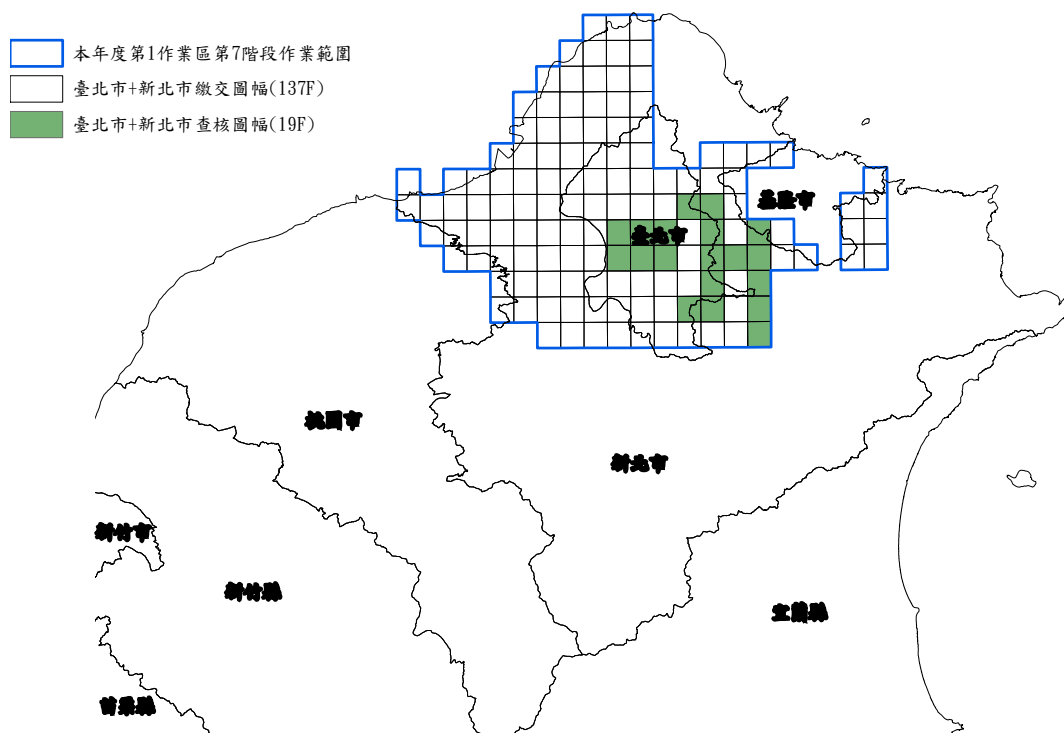 本年度第1作業區第7階段作業範圍
臺北市+新北市繳交圖幅(137F)
臺北市+新北市查核圖幅(19F)
基隆市
臺北市
桃園市
新北市
新竹市
新竹縣
宜蘭縣
苗栗縣